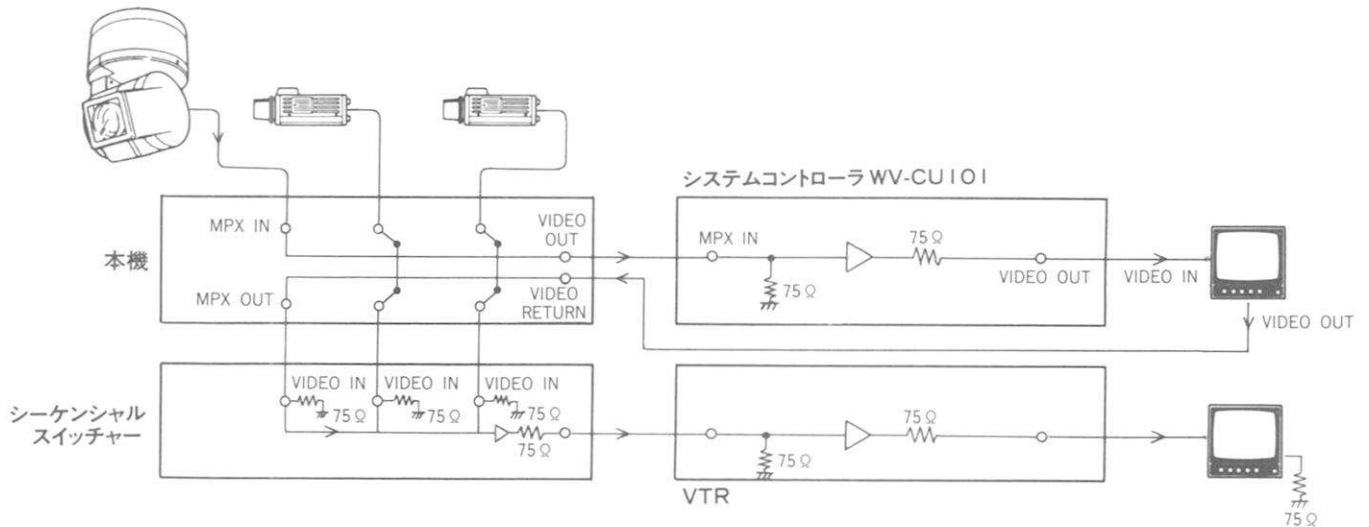 システムコントローラ WV-CU101
本機
MPX IN
VIDEO
OUT
MPX OUT
VIDEO
RETURN
MPX IN
75Ω
75Ω
VIDEO OUT
VIDEO IN
VIDEO OUT
シーケンシャル
スイッチャー
VIDEO IN
75Ω
VIDEO IN
75Ω
VIDEO IN
75Ω
75Ω
75Ω
75Ω
VTR
75Ω